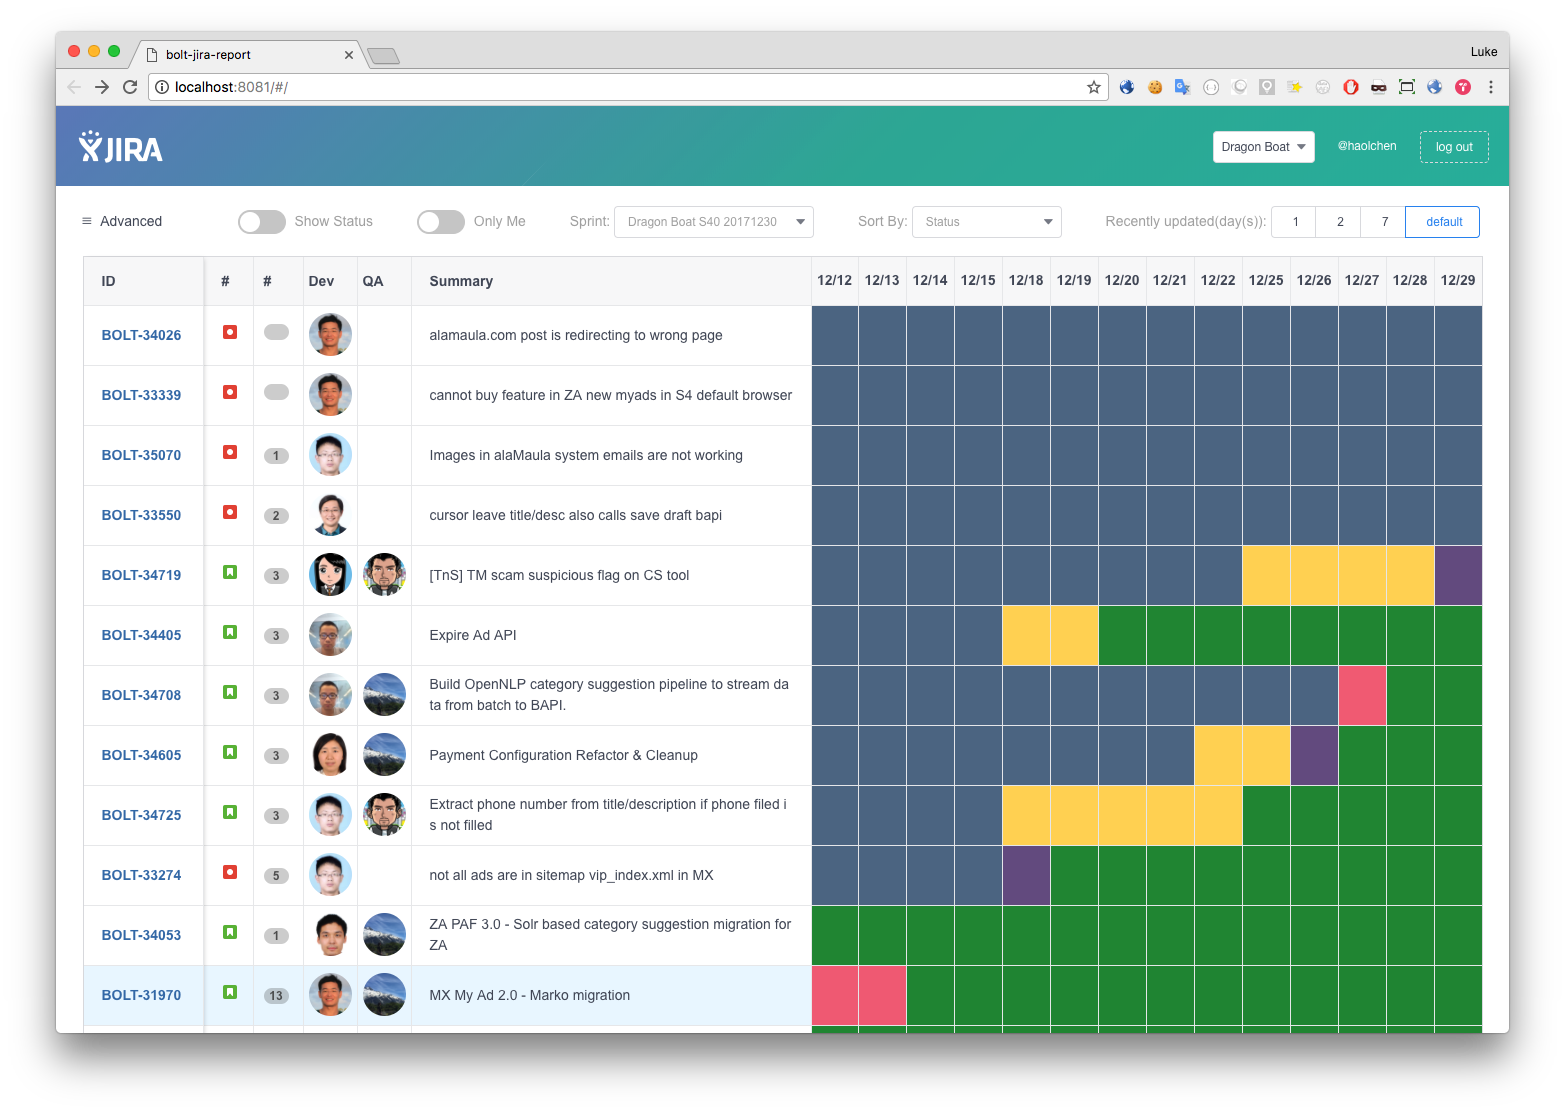 bolt-jira-report
Luke
localhost:8081/#/
JIRA
Dragon Boat
@haolchen
log out
Advanced
Show Status
Only Me
Sprint: Dragon Boat S40 20171230
Sort By: Status
Recently updated(day(s)): 1 2 7 default
ID # # Dev QA Summary 12/12 12/13 12/14 12/15 12/18 12/19 12/20 12/21 12/22 12/25 12/26 12/27 12/28 12/29
BOLT-34026 alamaula.com post is redirecting to wrong page
BOLT-33339 cannot buy feature in ZA new myads in S4 default browser
BOLT-35070 1 Images in alaMaula system emails are not working
BOLT-33550 2 cursor leave title/desc also calls save draft bapi
BOLT-34719 3 [TnS] TM scam suspicious flag on CS tool
BOLT-34405 3 Expire Ad API
BOLT-34708 3 Build OpenNLP category suggestion pipeline to stream da
ta from batch to BAPI.
BOLT-34605 3 Payment Configuration Refactor & Cleanup
BOLT-34725 3 Extract phone number from title/description if phone filed i
s not filled
BOLT-33274 5 not all ads are in sitemap vip_index.xml in MX
BOLT-34053 1 ZA PAF 3.0 - Solr based category suggestion migration for
ZA
BOLT-31970 13 MX My Ad 2.0 - Marko migration